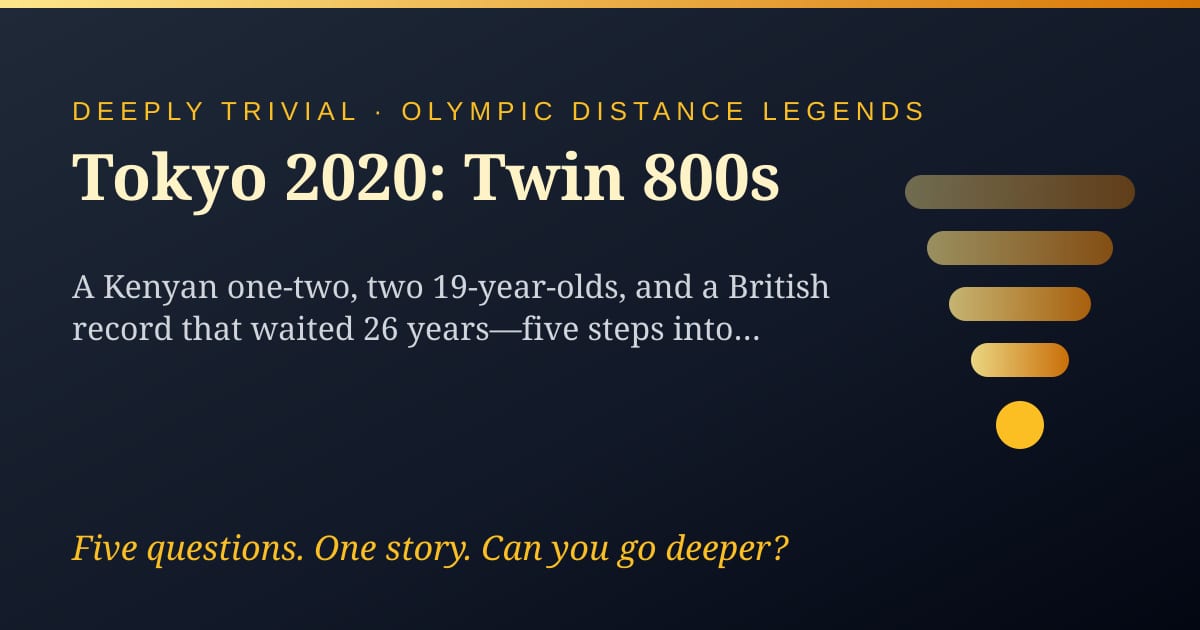 DEEPLY TRIVIAL · OLYMPIC DISTANCE LEGENDS
Tokyo 2020: Twin 800s
A Kenyan one-two, two 19-year-olds, and a British
record that waited 26 years—five steps into…
Five questions. One story. Can you go deeper?